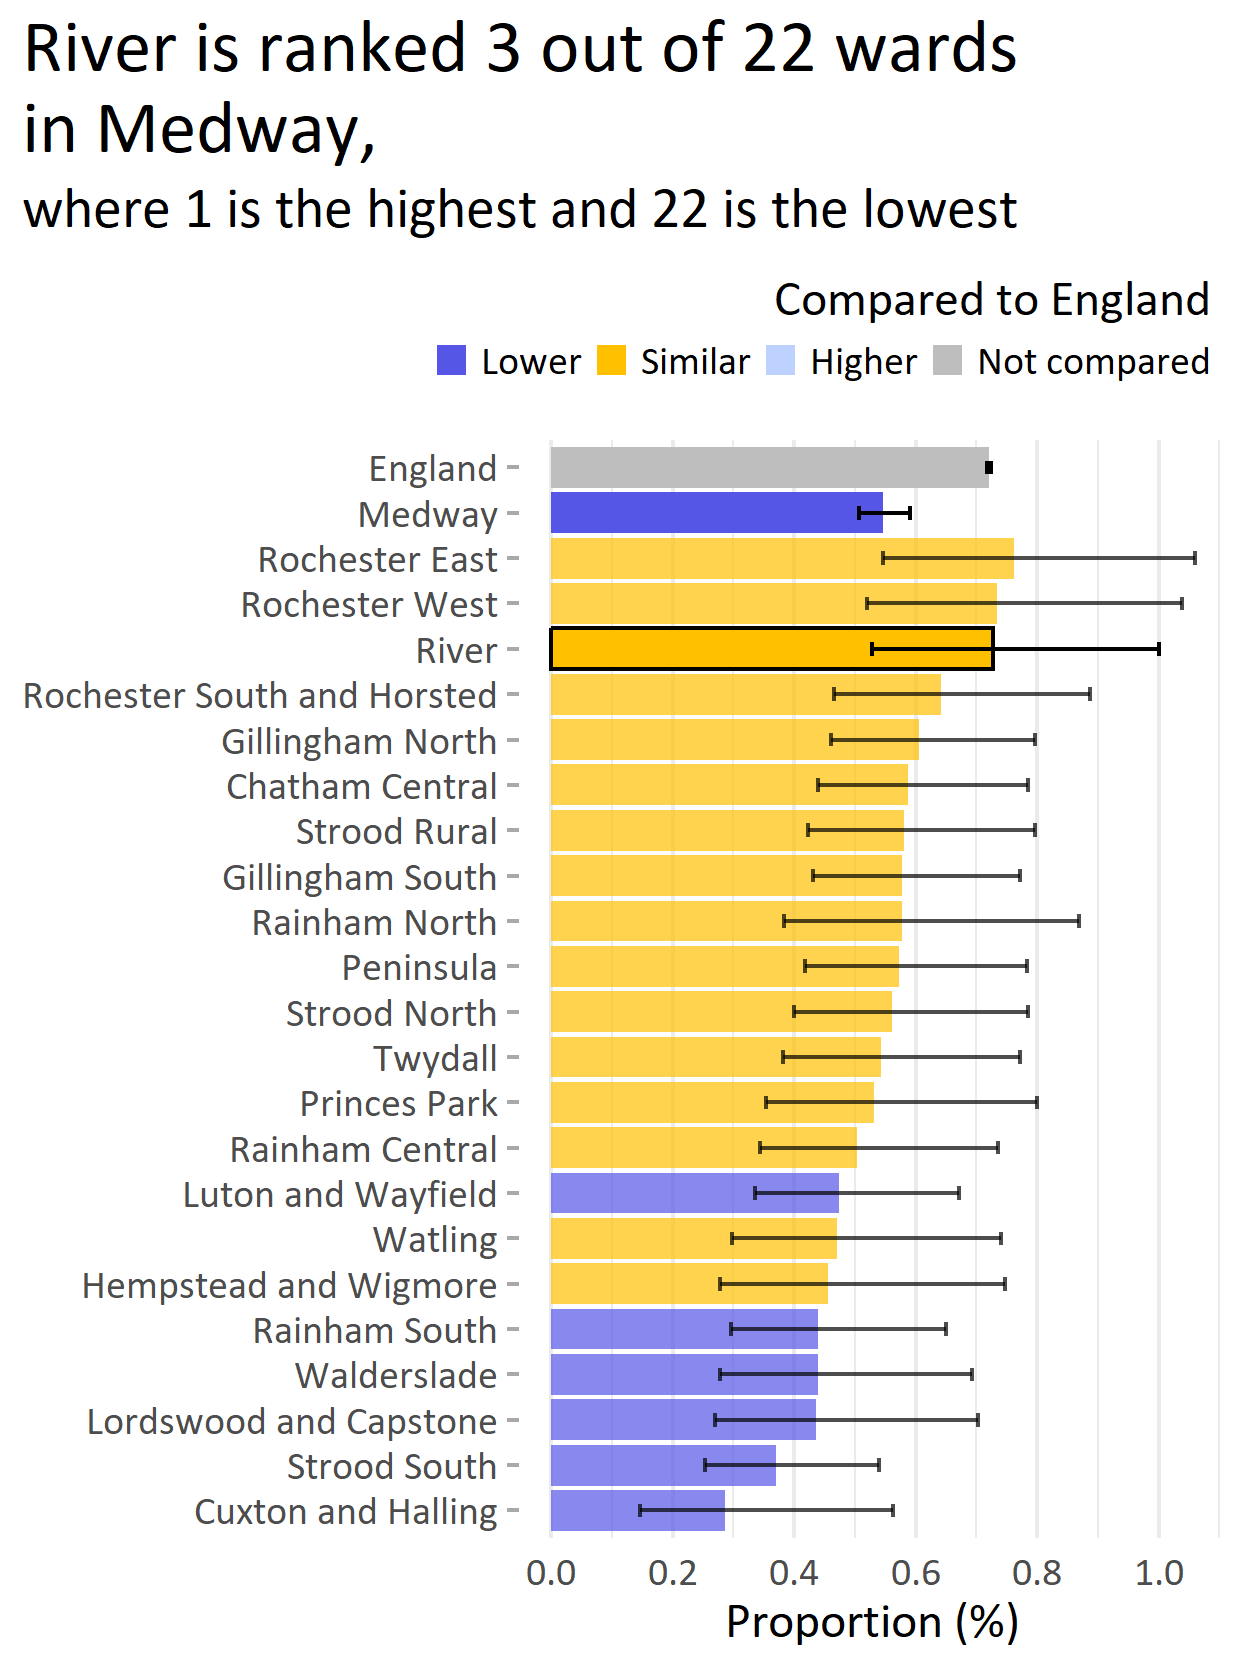 River is ranked 3 out of 22 wards
in Medway,
where 1 is the highest and 22 is the lowest
Compared to England
Lower Similar Higher Not compared
England
Medway
Rochester East
Rochester West
River
Rochester South and Horsted
Gillingham North
Chatham Central
Strood Rural
Gillingham South
Rainham North
Peninsula
Strood North
Twydall
Princes Park
Rainham Central
Luton and Wayfield
Watling
Hempstead and Wigmore
Rainham South
Walderslade
Lordswood and Capstone
Strood South
Cuxton and Halling
0.0 0.2 0.4 0.6 0.8 1.0
Proportion (%)